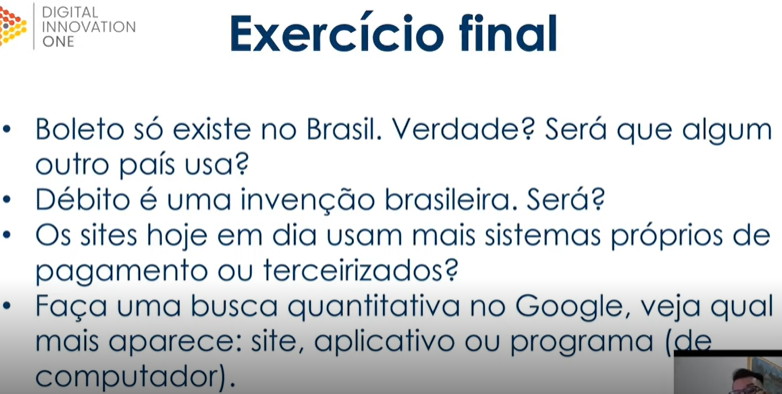 DIGITAL
INNOVATION
ONE
Exercício final
• Boleto só existe no Brasil. Verdade? Será que algum
outro país usa?
• Débito é uma invenção brasileira. Será?
• Os sites hoje em dia usam mais sistemas próprios de
pagamento ou terceirizados?
• Faça uma busca quantitativa no Google, veja qual
mais aparece: site, aplicativo ou programa (de
computador).